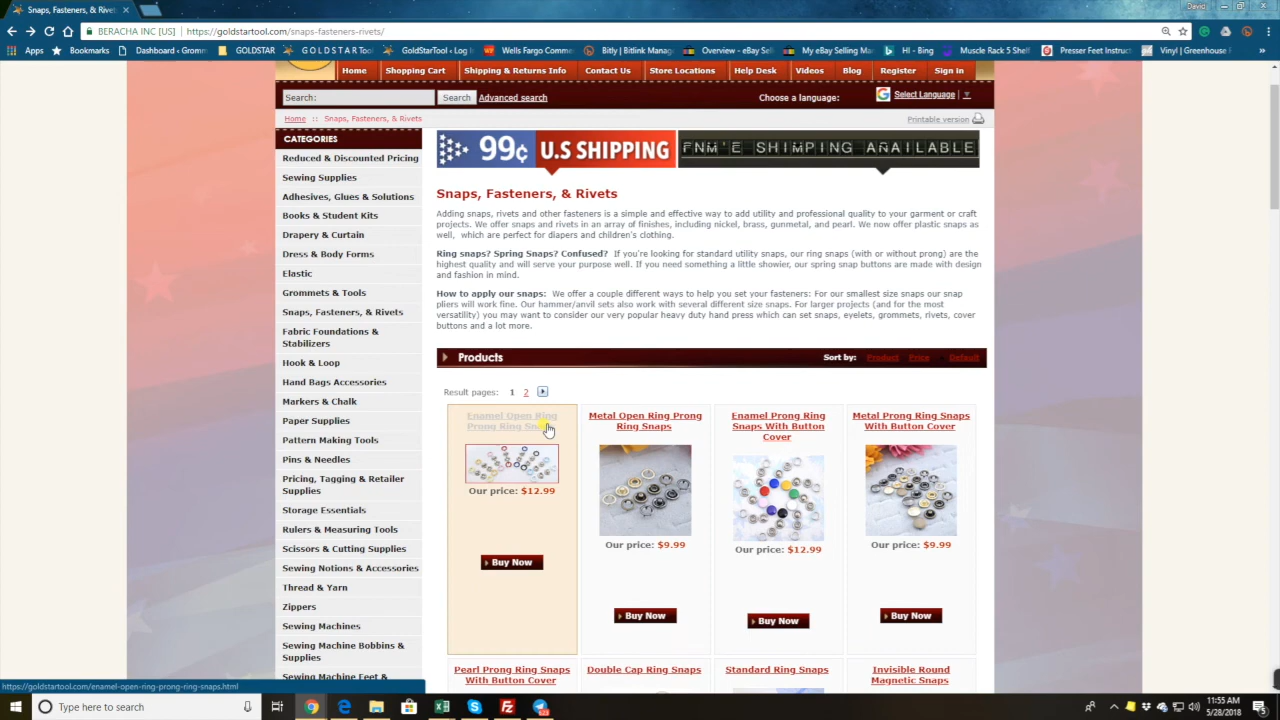 David
BERACHA INC [US] | https://goldstartool.com/snaps-fasteners-rivets/
Apps Bookmarks Dashboard ‹ Gromm GOLDSTAR G O L D S T A R T o o l GoldStarTool ‹ Lo Wells Fargo Comme Bitly | Bitlink Manag Overview - eBay Sell My eBay Selling Man HI - Bing Muscle Rack 5 Shelf Presser Feet Instruct Vinyl | Greenhouse F
Home Shopping Cart Shipping & Returns Info Contact Us Store Locations Help Desk Videos Blog Register Sign in
Search: Search Advanced search Choose a language: Select Language
Home :: Snaps, Fasteners, & Rivets Printable version
CATEGORIES
Reduced & Discounted Pricing
Sewing Supplies
Adhesives, Glues & Solutions
Books & Student Kits
Drapery & Curtain
Dress & Body Forms
Elastic
Grommets & Tools
Snaps, Fasteners, & Rivets
Fabric Foundations &
Stabilizers
Hook & Loop
Hand Bags Accessories
Markers & Chalk
Paper Supplies
Pattern Making Tools
Pins & Needles
Pricing, Tagging & Retailer
Supplies
Storage Essentials
Rulers & Measuring Tools
Scissors & Cutting Supplies
Sewing Notions & Accessories
Thread & Yarn
Zippers
Sewing Machines
Sewing Machine Bobbins &
Supplies
Sewing Machine Feet &
99¢ U.S SHIPPING
Snaps, Fasteners, & Rivets
Adding snaps, rivets and other fasteners is a simple and effective way to add utility and professional quality to your garment or craft
projects. We offer snaps and rivets in an array of finishes, including nickel, brass, gunmetal, and pearl. We now offer plastic snaps as
well, which are perfect for diapers and children's clothing.
Ring snaps? Spring Snaps? Confused? If you're looking for standard utility snaps, our ring snaps (with or without prong) are the
highest quality and will serve your purpose well. If you need something a little showier, our spring snap buttons are made with design
and fashion in mind.
How to apply our snaps: We offer a couple different ways to help you set your fasteners: For our smallest size snaps our snap
pliers will work fine. Our hammer/anvil sets also work with several different size snaps. For larger projects (and for the most
versatility) you may want to consider our very popular heavy duty hand press which can set snaps, eyelets, grommets, rivets, cover
buttons and a lot more.
Products Sort by: Product Price Default
Result pages: 1 2
Enamel Open Ring
Prong Ring Snaps
Our price: $12.99
Buy Now
Metal Open Ring Prong
Ring Snaps
Our price: $9.99
Buy Now
Enamel Prong Ring
Snaps With Button
Cover
Our price: $12.99
Buy Now
Metal Prong Ring Snaps
With Button Cover
Our price: $9.99
Buy Now
Pearl Prong Ring Snaps
With Button Cover
Double Cap Ring Snaps
Standard Ring Snaps
Invisible Round
Magnetic Snaps
https://goldstartool.com/enamel-open-ring-prong-ring-snaps.html
Type here to search
11:55 AM
5/28/2018